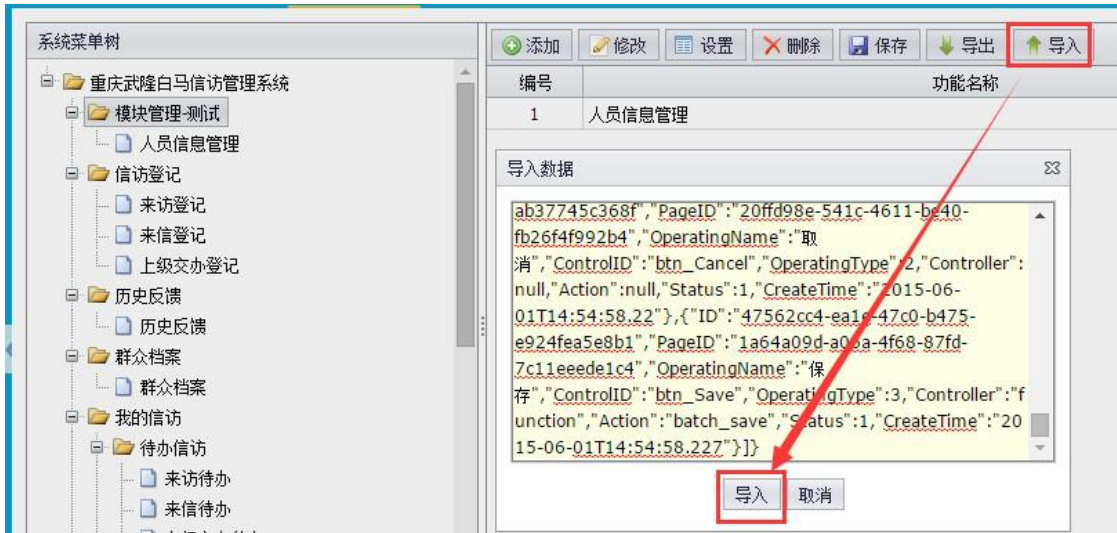 系统菜单树
添加 修改 设置 删除 保存 导出 导入
编号 功能名称
1 人员信息管理
重庆武隆白马信访管理系统
模块管理-测试
人员信息管理
信访登记
来访登记
来信登记
上级交办登记
历史反馈
历史反馈
群众档案
群众档案
我的信访
待办信访
来访待办
来信待办
导入数据
ab37745c368f","PageID":"20ffd98e-541c-4611-be40-
fb26f4f992b4","OperatingName":"取
消","ControlID":"btn_Cancel","OperatingType":2,"Controller":
null,"Action":null,"Status":1,"CreateTime":"2015-06-
01T14:54:58.22"},{"ID":"47562cc4-ea1c-47c0-b475-
e924fea5e8b1","PageID":"1a64a09d-a06a-4f68-87fd-
7c11eeede1c4","OperatingName":"保
存","ControlID":"btn_Save","OperatingType":3,"Controller":"f
unction","Action":"batch_save","Status":1,"CreateTime":"20
15-06-01T14:54:58.227"}]}
导入 取消